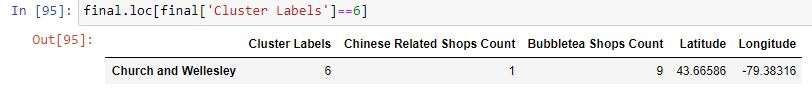 In [95]: final.loc[final['Cluster Labels']==6]
Out[95]:
Cluster Labels Chinese Related Shops Count Bubbletea Shops Count Latitude Longitude
Church and Wellesley 6 1 9 43.66586 -79.38316